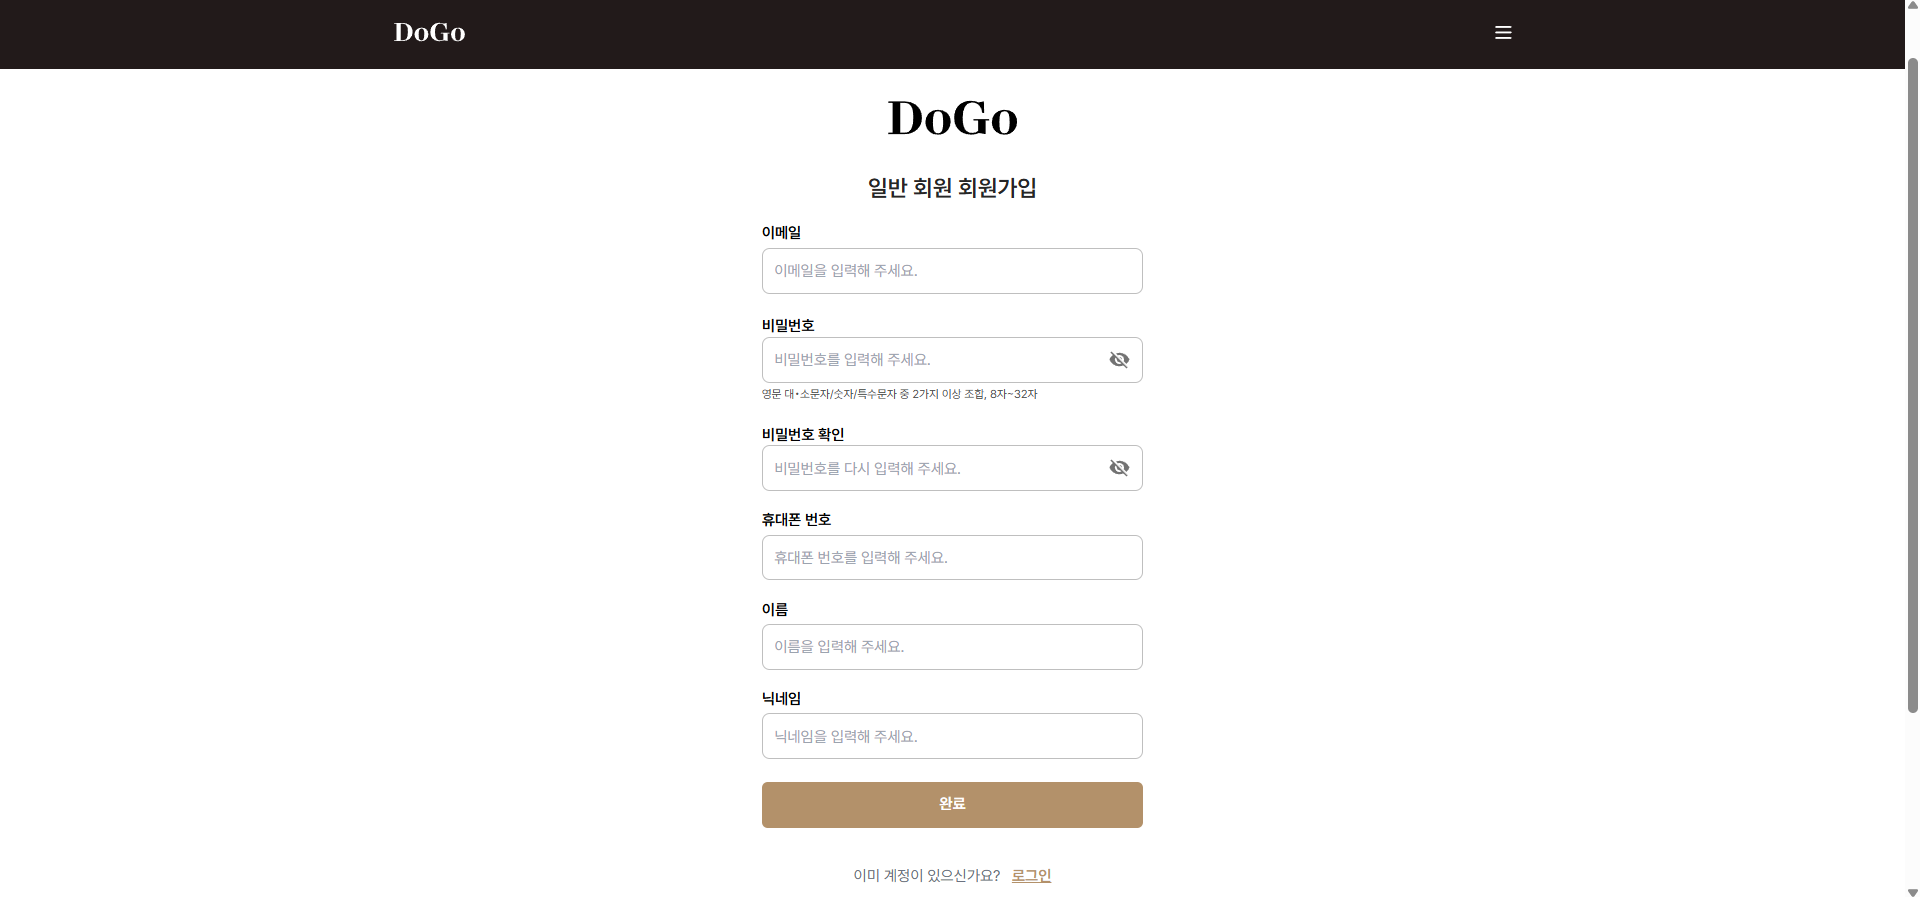 DoGo
DoGo
일반 회원 회원가입
이메일
이메일을 입력해 주세요.
비밀번호
비밀번호를 입력해 주세요.
영문 대•소문자/숫자/특수문자 중 2가지 이상 조합, 8자~32자
비밀번호 확인
비밀번호를 다시 입력해 주세요.
휴대폰 번호
휴대폰 번호를 입력해 주세요.
이름
이름을 입력해 주세요.
닉네임
닉네임을 입력해 주세요.
완료
이미 계정이 있으신가요? 로그인